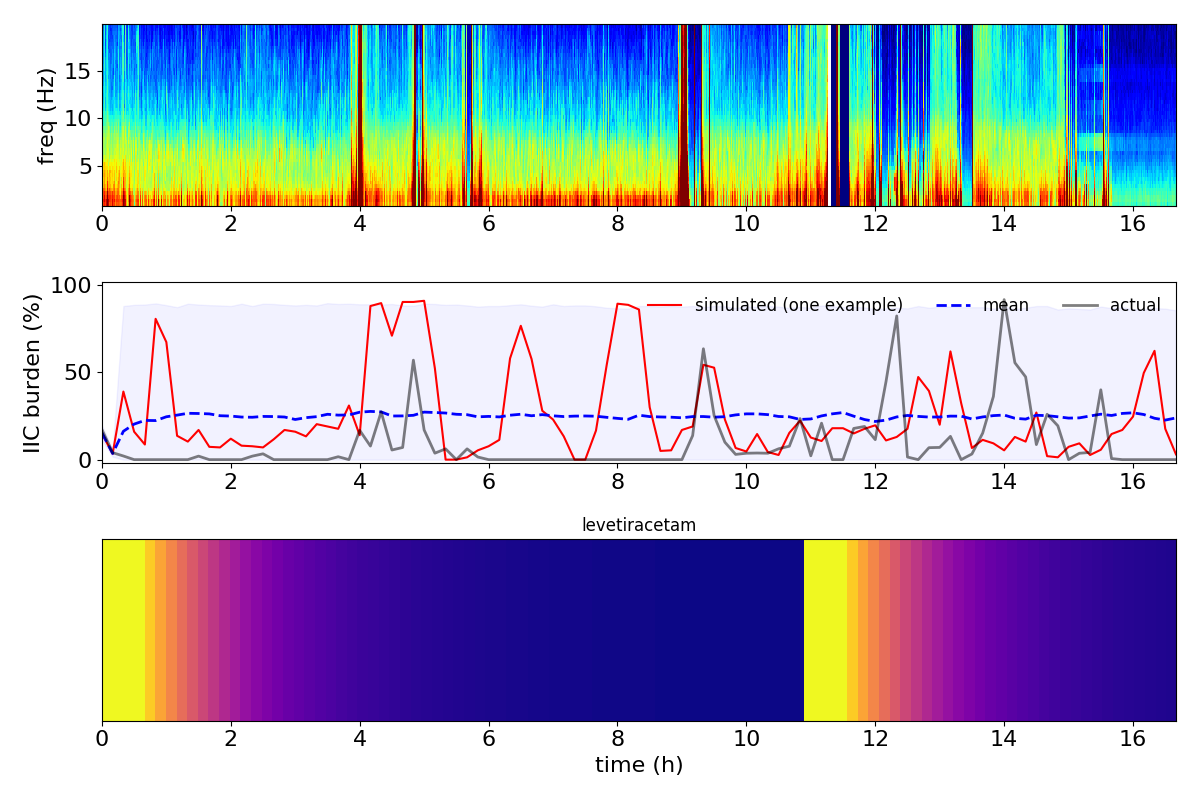 freq (Hz)
15
10
5
0 2 4 6 8 10 12 14 16
IIC burden (%)
100
50
0
simulated (one example) mean actual
0 2 4 6 8 10 12 14 16
levetiracetam
0 2 4 6 8 10 12 14 16
time (h)